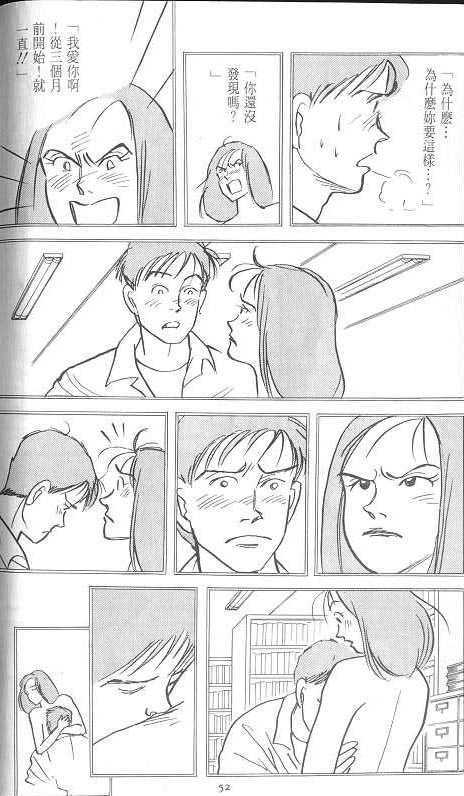 「為什麼…
為什麼妳要這樣…?」
「你還沒
發現嗎?
」
「我愛你啊
!從三個月
前開始!就
一直!!」
52